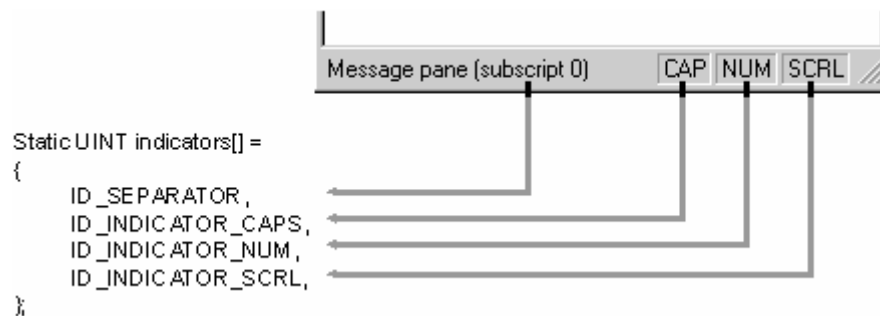 Message pane (subscript 0) CAP NUM SCRL
Static UINT indicators[] =
{
ID_SEPARATOR,
ID_INDICATOR_CAPS,
ID_INDICATOR_NUM,
ID_INDICATOR_SCRL,
};